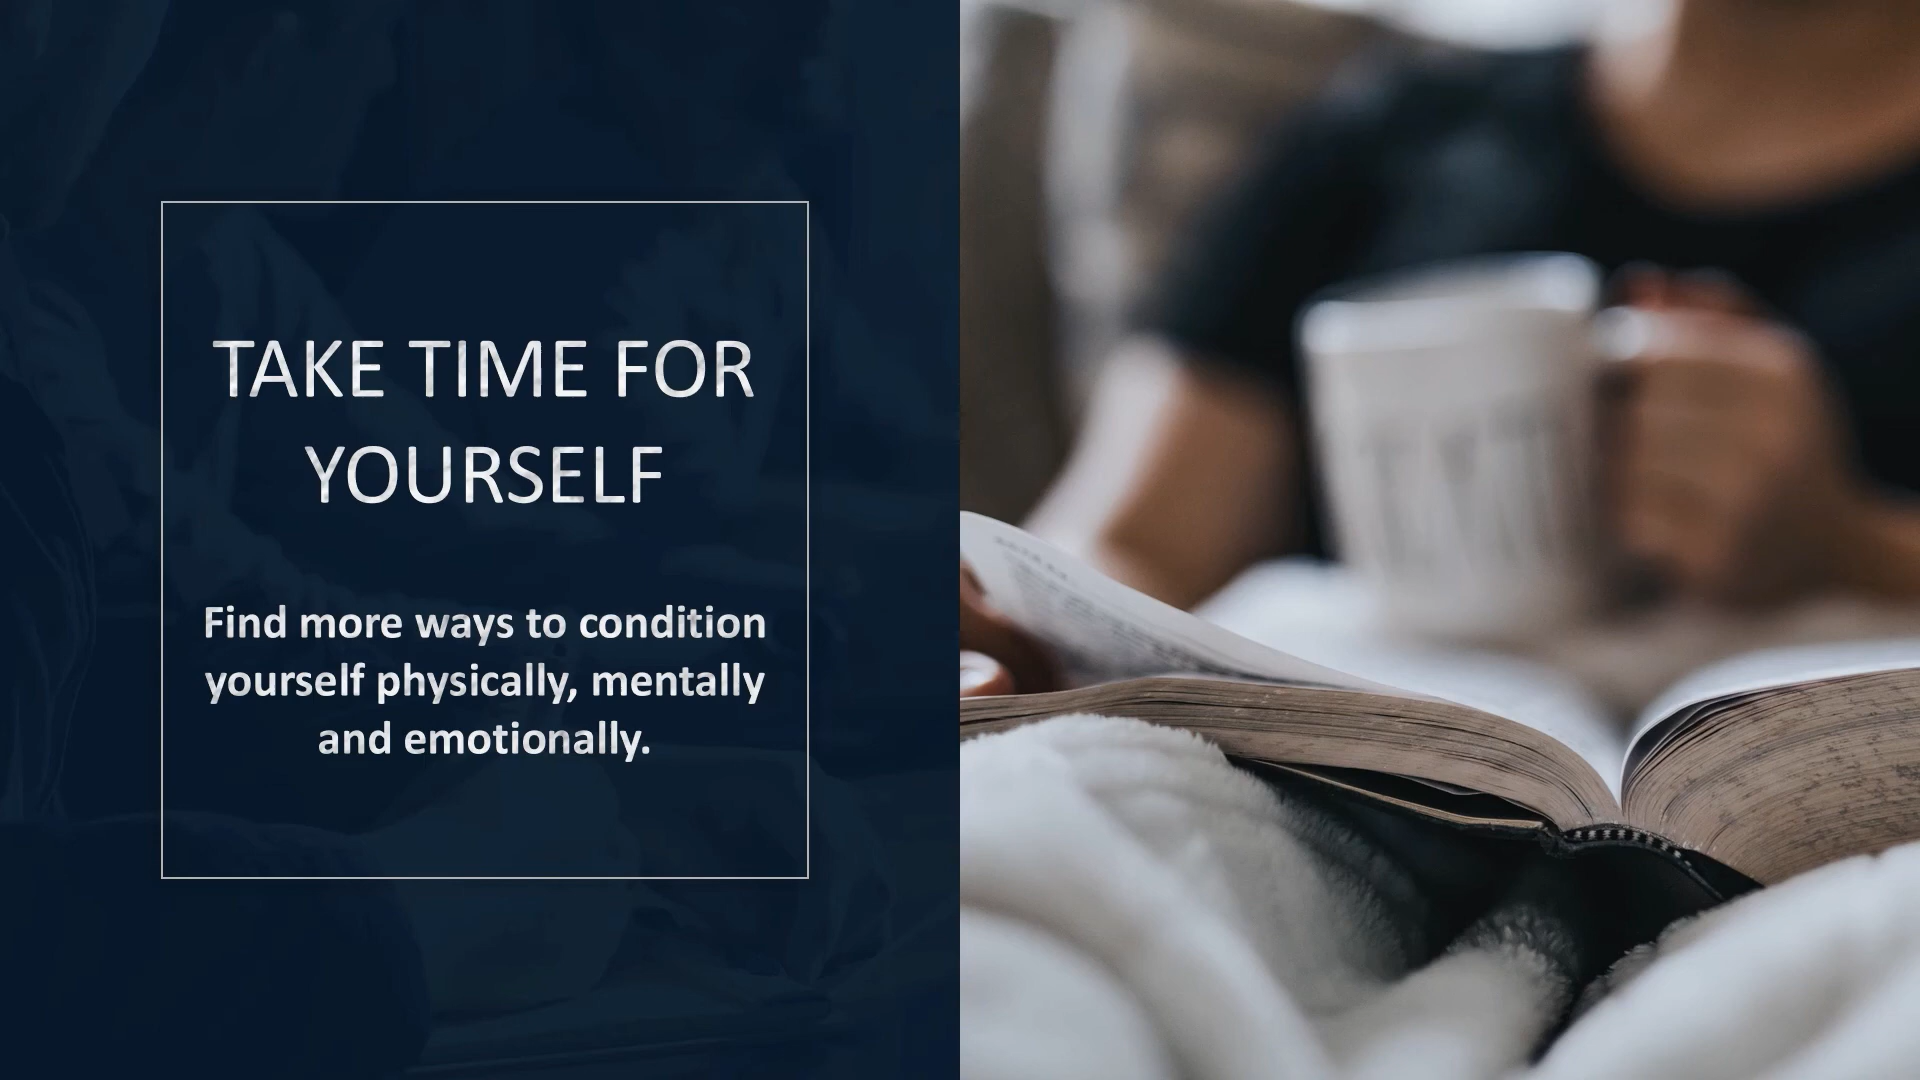 TAKE TIME FOR
YOURSELF
Find more ways to condition
yourself physically, mentally
and emotionally.